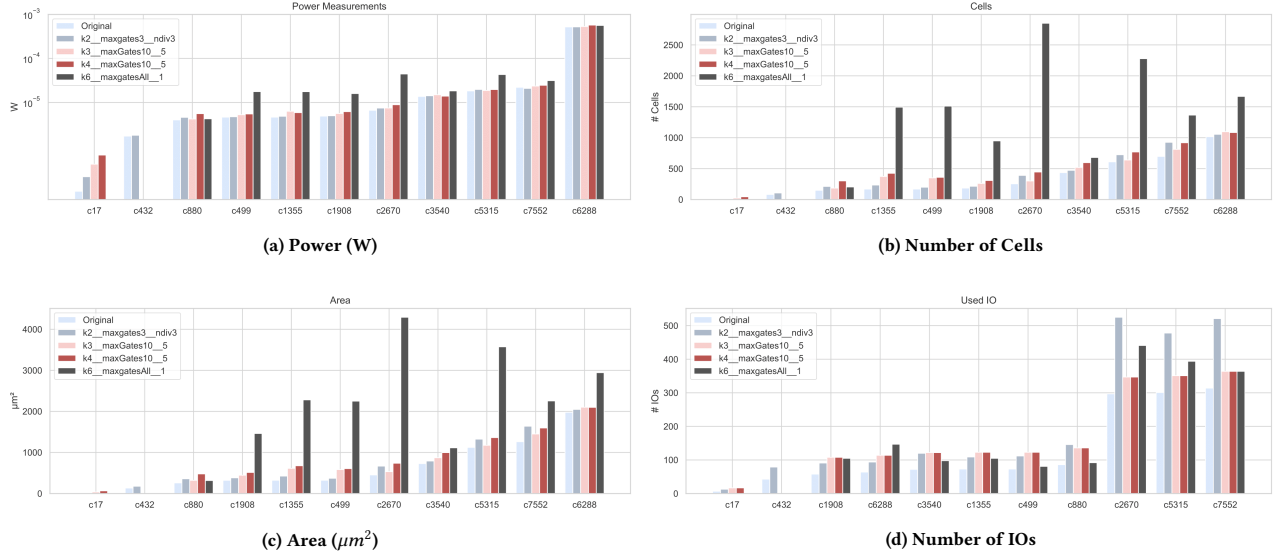 Power Measurements
10⁻³
10⁻⁴
10⁻⁵
W
Original
k2__maxgates3__ndiv3
k3__maxGates10__5
k4__maxGates10__5
k6__maxgatesAll__1
c17 c432 c880 c499 c1355 c1908 c2670 c3540 c5315 c7552 c6288
(a) Power (W)
Cells
2500
2000
1500
1000
500
0
# Cells
Original
k2__maxgates3__ndiv3
k3__maxGates10__5
k4__maxGates10__5
k6__maxgatesAll__1
c17 c432 c880 c1355 c499 c1908 c2670 c3540 c5315 c7552 c6288
(b) Number of Cells
Area
4000
3000
2000
1000
0
μm²
Original
k2__maxgates3__ndiv3
k3__maxGates10__5
k4__maxGates10__5
k6__maxgatesAll__1
c17 c432 c880 c1908 c1355 c499 c2670 c3540 c5315 c7552 c6288
(c) Area (μm²)
Used IO
500
400
300
200
100
0
# IOs
Original
k2__maxgates3__ndiv3
k3__maxGates10__5
k4__maxGates10__5
k6__maxgatesAll__1
c17 c432 c1908 c6288 c3540 c1355 c499 c880 c2670 c5315 c7552
(d) Number of IOs